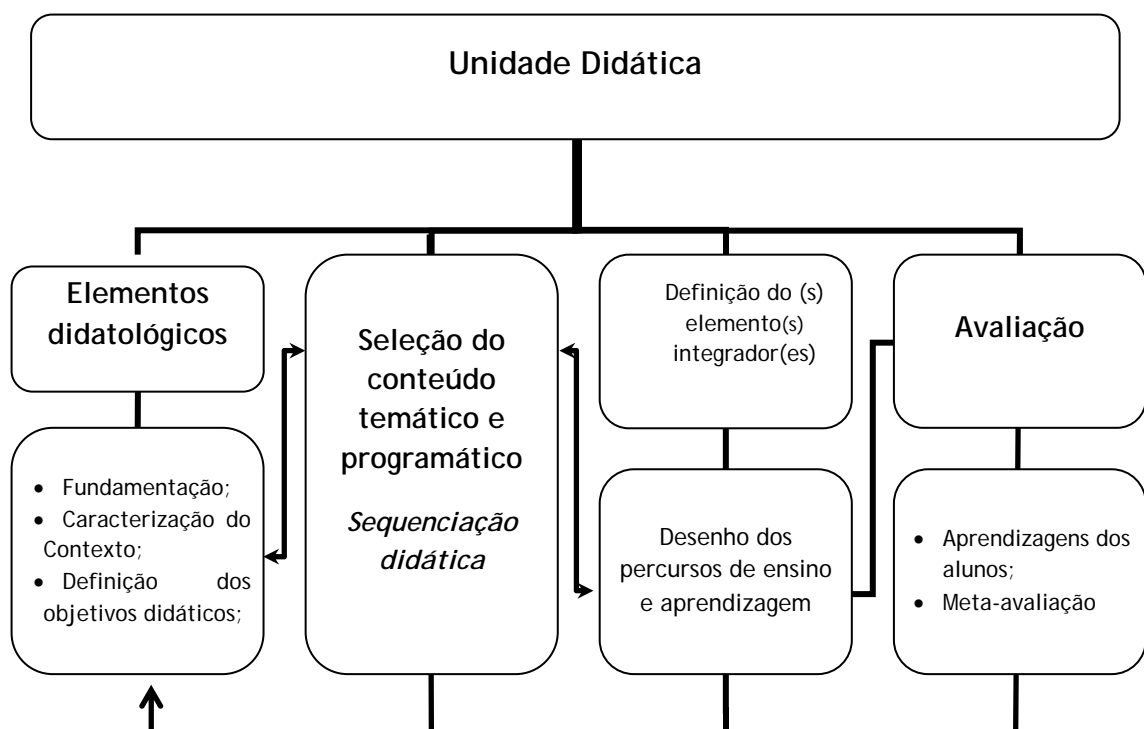 Unidade Didática
Elementos
didatológicos
• Fundamentação;
• Caracterização do
Contexto;
• Definição dos
objetivos didáticos;
Seleção do
conteúdo
temático e
programático
Sequenciação
didática
Definição do (s)
elemento(s)
integrador(es)
Desenho dos
percursos de ensino
e aprendizagem
Avaliação
• Aprendizagens dos
alunos;
• Meta-avaliação